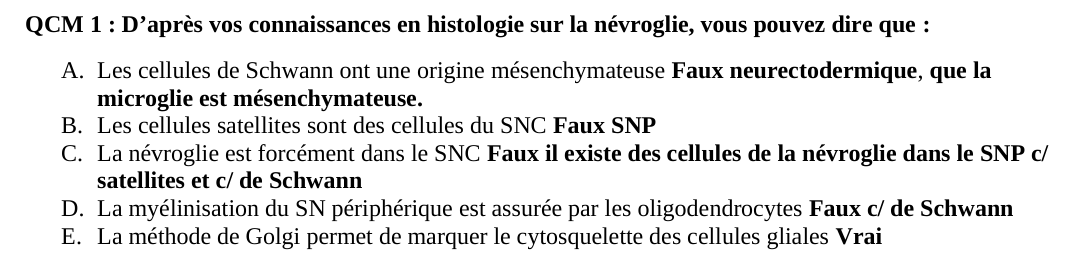 QCM 1 : D’après vos connaissances en histologie sur la névroglie, vous pouvez dire que :
A. Les cellules de Schwann ont une origine mésenchymateuse Faux neurectodermique, que la
microglie est mésenchymateuse.
B. Les cellules satellites sont des cellules du SNC Faux SNP
C. La névroglie est forcément dans le SNC Faux il existe des cellules de la névroglie dans le SNP c/
satellites et c/ de Schwann
D. La myélinisation du SN périphérique est assurée par les oligodendrocytes Faux c/ de Schwann
E. La méthode de Golgi permet de marquer le cytosquelette des cellules gliales Vrai